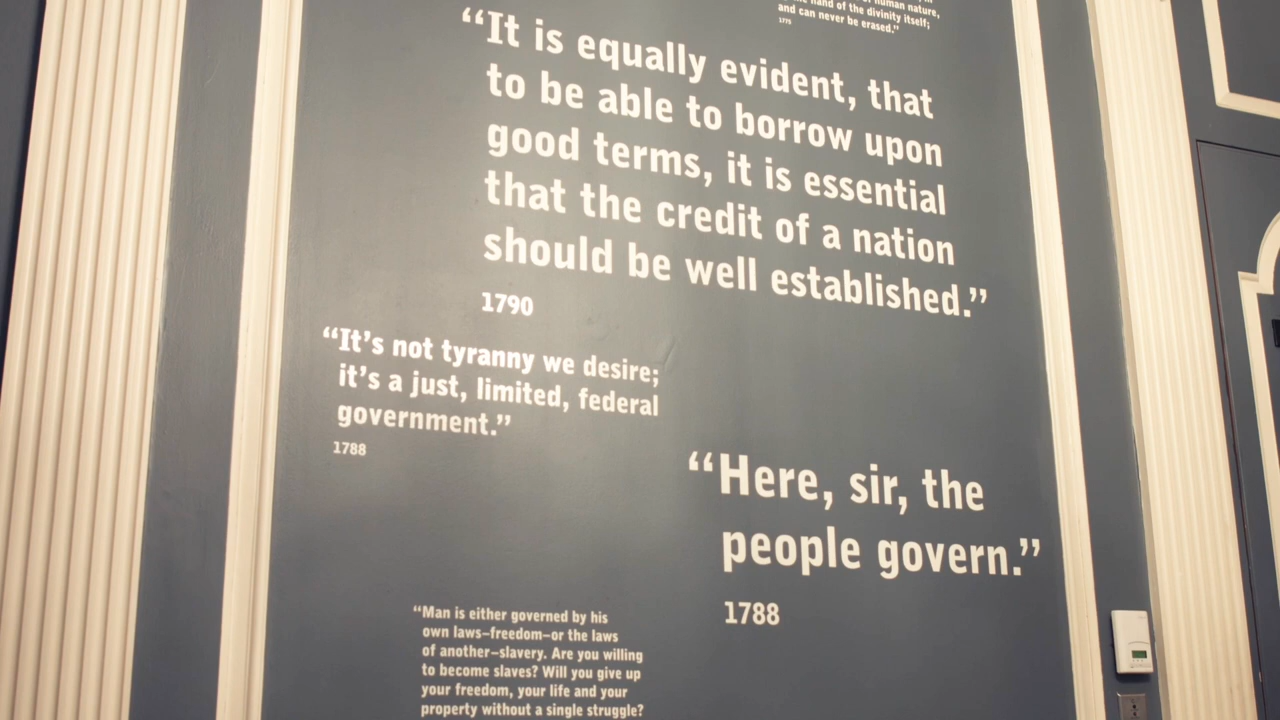 hand of the divinity itself;
and can never be erased.”
1775
“It is equally evident, that
to be able to borrow upon
good terms, it is essential
that the credit of a nation
should be well established.”
1790
“It’s not tyranny we desire;
it’s a just, limited, federal
government.”
1788
“Here, sir, the
people govern.”
1788
“Man is either governed by his
own laws–freedom–or the laws
of another–slavery. Are you willing
to become slaves? Will you give up
your freedom, your life and your
property without a single struggle?